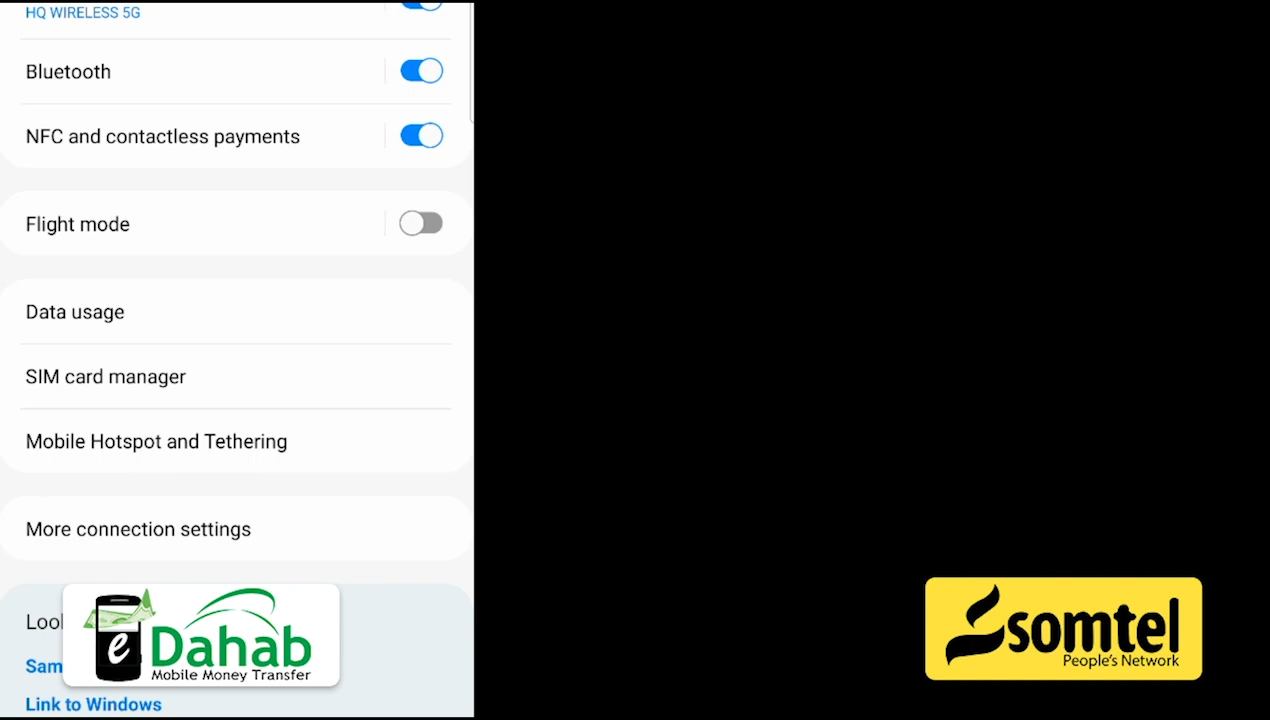 HQ WIRELESS 5G
Bluetooth
NFC and contactless payments
Flight mode
Data usage
SIM card manager
Mobile Hotspot and Tethering
More connection settings
Sam
Link to Windows
e
Dahab
Mobile Money Transfer
somtel
People's Network